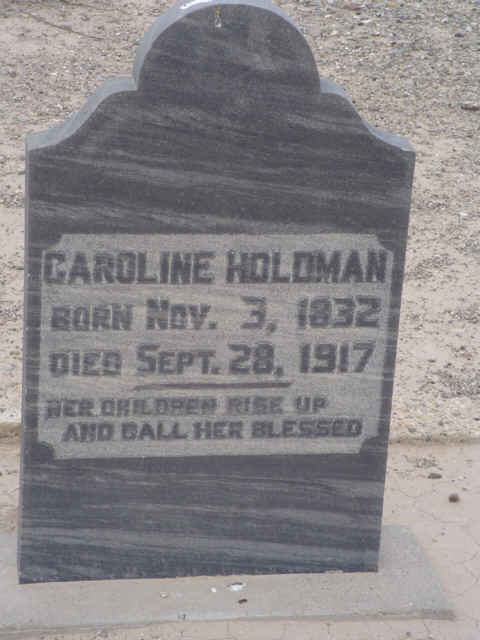 CAROLINE HOLDMAN
BORN NOV. 3, 1832
DIED SEPT. 28, 1917
HER CHILDREN RISE UP
AND CALL HER BLESSED